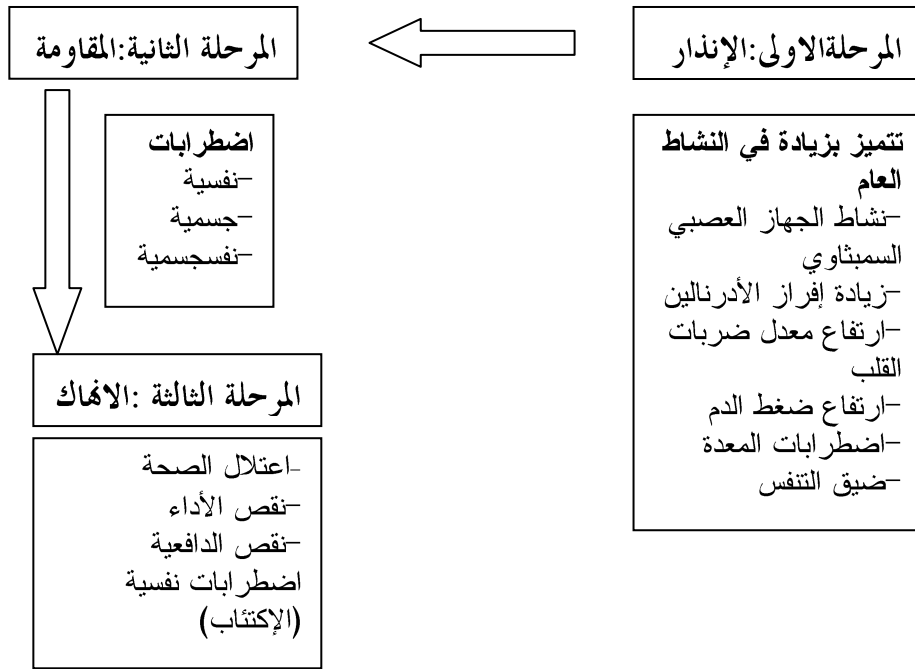 المرحلةالاولى:الإنذار
تتميز بزيادة في النشاط
العام
-نشاط الجهاز العصبي
السمبثاوي
-زيادة إفراز الأدرنالين
-ارتفاع معدل ضربات
القلب
-ارتفاع ضغط الدم
-اضطرابات المعدة
-ضيق التنفس
المرحلة الثانية:المقاومة
اضطرابات
-نفسية
-جسمية
-نفسجسمية
المرحلة الثالثة :الانهاك
-اعتلال الصحة
-نقص الأداء
-نقص الدافعية
اضطرابات نفسية
(الإكتئاب)